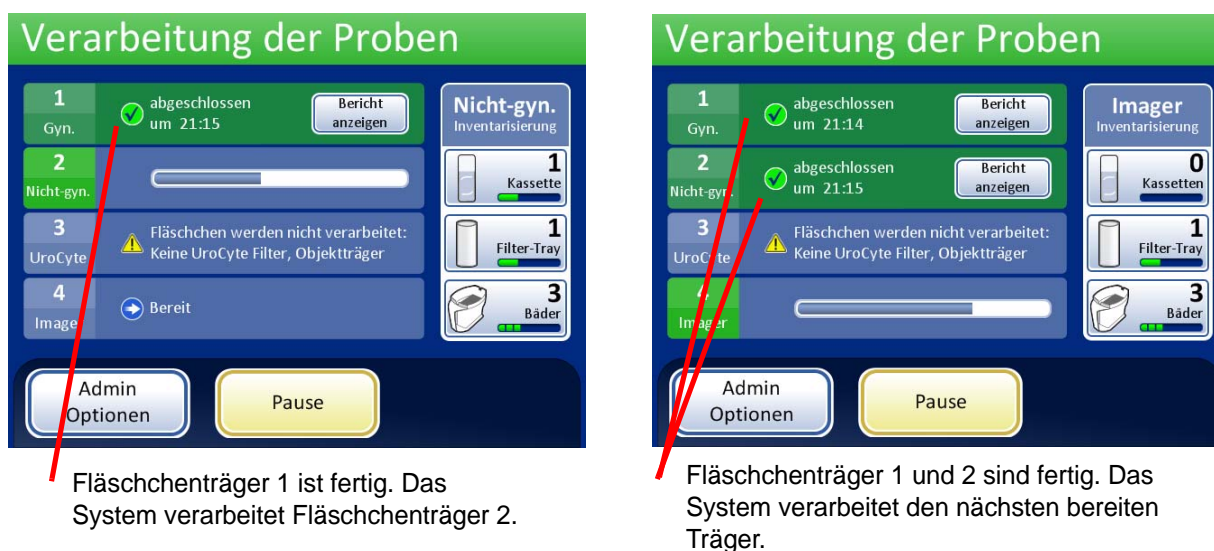 Verarbeitung der Proben
1
Gyn.
abgeschlossen
um 21:15
Bericht
anzeigen
2
Nicht-gyn.
3
UroCyte
Fläschchen werden nicht verarbeitet:
Keine UroCyte Filter, Objektträger
4
Image
Bereit
Nicht-gyn.
Inventarisierung
1
Kassette
1
Filter-Tray
3
Bäder
Admin
Optionen
Pause
Fläschchenträger 1 ist fertig. Das
System verarbeitet Fläschchenträger 2.
Verarbeitung der Proben
1
Gyn.
abgeschlossen
um 21:14
Bericht
anzeigen
2
Nicht-gyn.
abgeschlossen
um 21:15
Bericht
anzeigen
3
UroCyte
Fläschchen werden nicht verarbeitet:
Keine UroCyte Filter, Objektträger
4
Imager
Imager
Inventarisierung
0
Kassetten
1
Filter-Tray
3
Bäder
Admin
Optionen
Pause
Fläschchenträger 1 und 2 sind fertig. Das
System verarbeitet den nächsten bereiten
Träger.